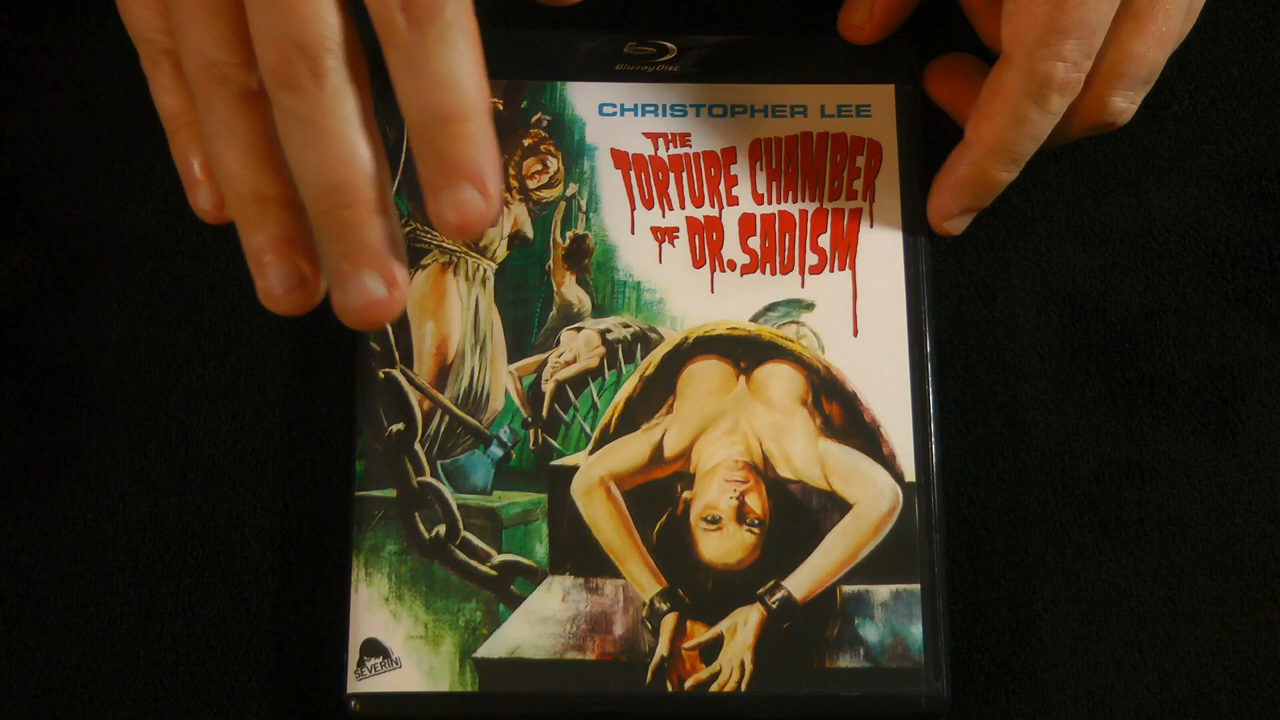 Blu-ray Disc
CHRISTOPHER LEE
THE
TORTURE CHAMBER
OF DR. SADISM
SEVERIN